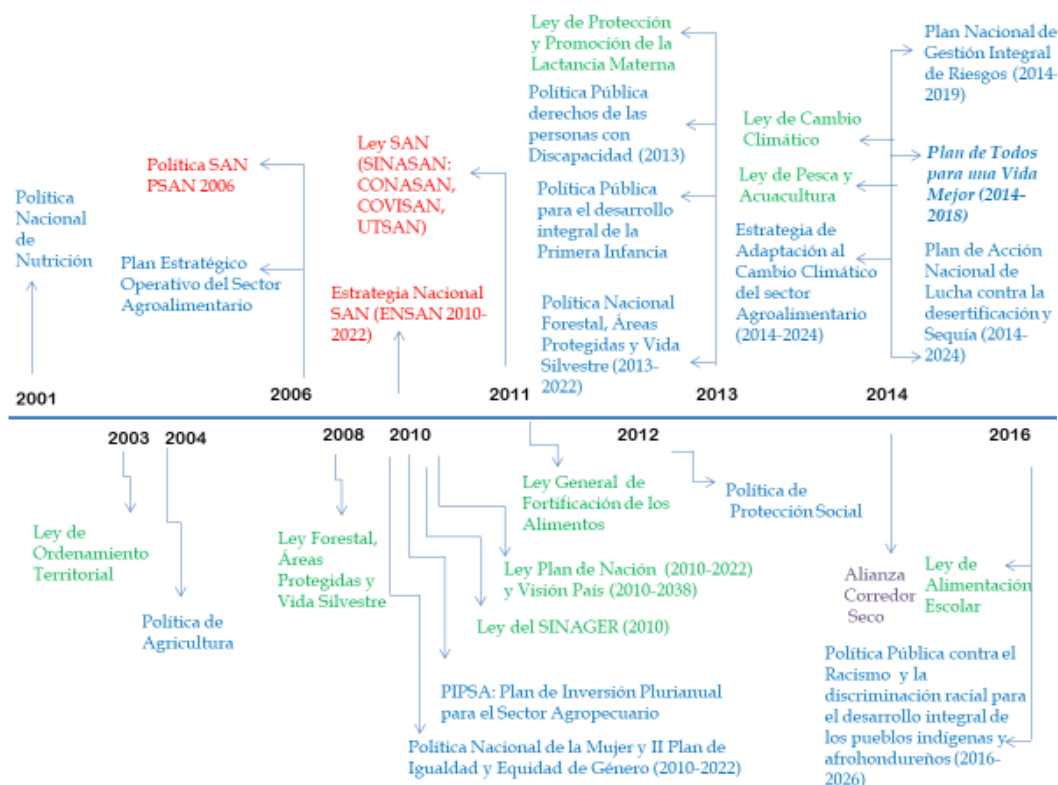 Ley de Protección
y Promoción de la
Lactancia Materna
Política Pública
derechos de las
personas con
Discapacidad (2013)
Política Pública
para el desarrollo
integral de la
Primera Infancia
Política Nacional
Forestal, Áreas
Protegidas y Vida
Silvestre (2013-
2022)
Plan Nacional de
Gestión Integral
de Riesgos (2014-
2019)
Ley de Cambio
Climático
Ley de Pesca y
Acuacultura
Plan de Todos
para una Vida
Mejor (2014-
2018)
Estrategia de
Adaptación al
Cambio Climático
del sector
Agroalimentario
(2014-2024)
Plan de Acción
Nacional de
Lucha contra la
desertificación y
Sequía (2014-
2024)
Política
Nacional
de
Nutrición
Política SAN
PSAN 2006
Plan Estratégico
Operativo del Sector
Agroalimentario
Ley SAN
(SINASAN:
CONASAN,
COVISAN,
UTSAN)
Estrategia Nacional
SAN (ENSAN 2010-
2022)
2001
2006
2011
2013
2014
2003
2004
2008
2010
2012
2016
Ley de
Ordenamiento
Territorial
Política de
Agricultura
Ley Forestal,
Áreas
Protegidas y
Vida Silvestre
Ley General de
Fortificación de los
Alimentos
Política de
Protección Social
Ley Plan de Nación (2010-2022)
y Visión País (2010-2038)
Ley del SINAGER (2010)
PIPSA: Plan de Inversión Plurianual
para el Sector Agropecuario
Política Nacional de la Mujer y II Plan de
Igualdad y Equidad de Género (2010-2022)
Alianza
Corredor
Seco
Ley de
Alimentación
Escolar
Política Pública contra el
Racismo y la
discriminación racial para
el desarrollo integral de
los pueblos indígenas y
afrohondureños (2016-
2026)